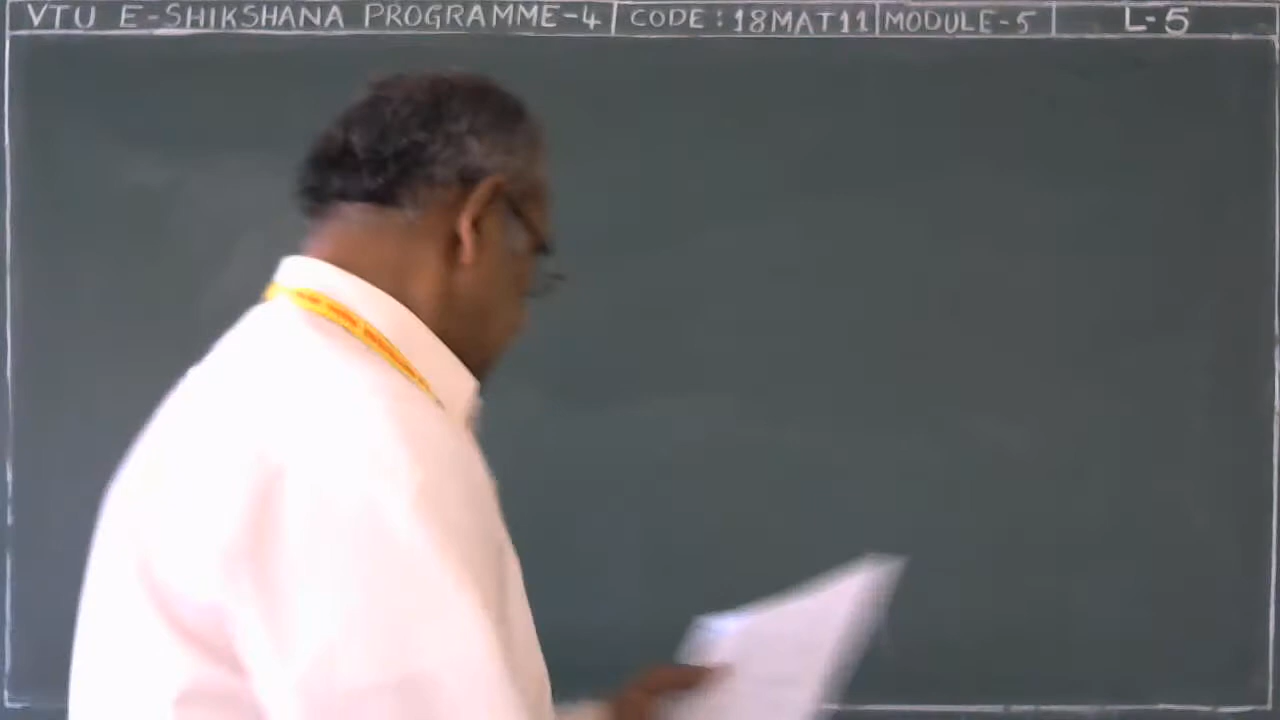 VTU E-SHIKSHANA PROGRAMME-4 | CODE : 18MAT11 | MODULE-5 | L-5